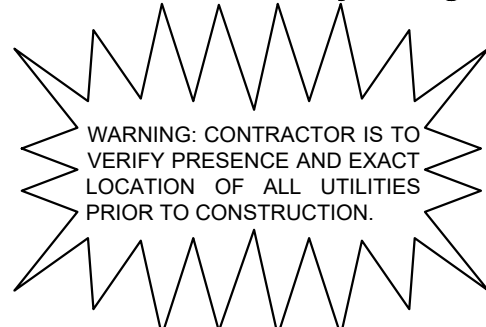 WARNING: CONTRACTOR IS TO
VERIFY PRESENCE AND EXACT
LOCATION OF ALL UTILITIES
PRIOR TO CONSTRUCTION.